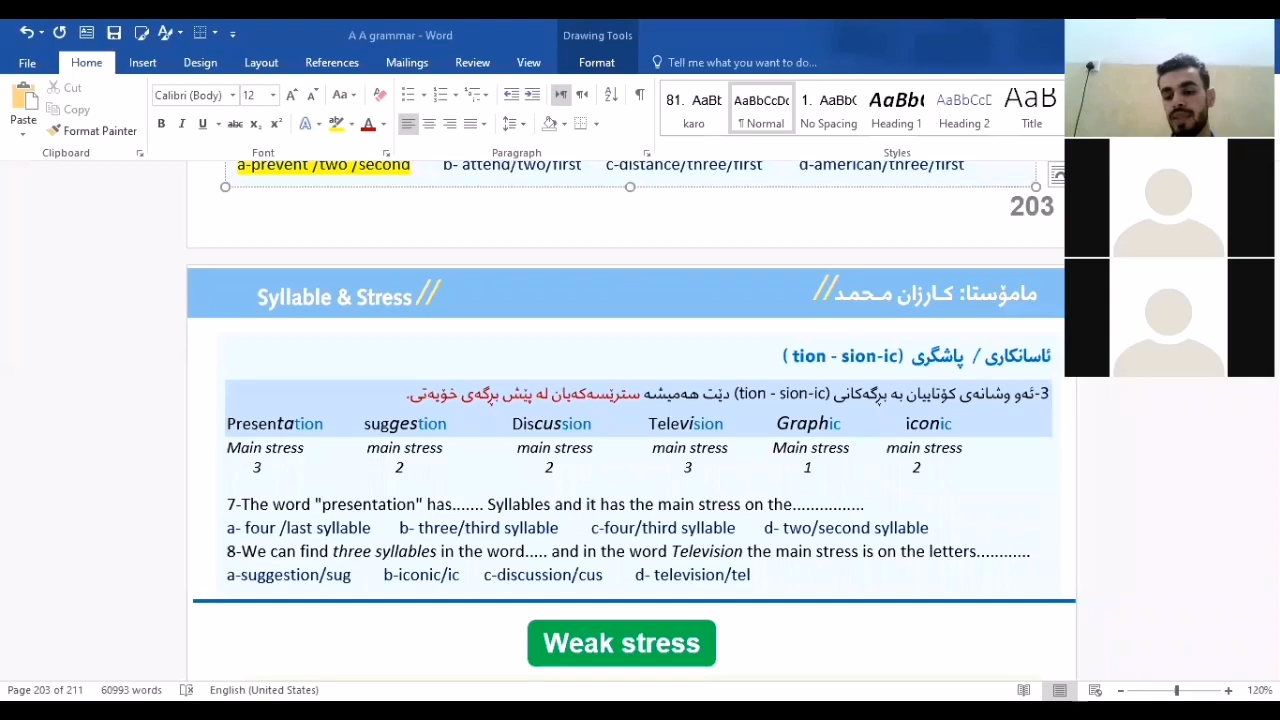 A A grammar - Word
Drawing Tools
File Home Insert Design Layout References Mailings Review View Format Tell me what you want to do...
Paste
Cut
Copy
Format Painter
Calibri (Body) 12
81. AaBt AaBbCcDc 1. AaBb( AaBb( AaBbCcD AaB
karo ¶ Normal No Spacing Heading 1 Heading 2 Title
Clipboard Font Paragraph Styles
a-prevent /two /second b- attend/two/first c-distance/three/first d-american/three/first
203
Syllable & Stress //
مامۆستا: کارزان محمد //
ئاسانکاری / پاشگری (tion - sion-ic )
3-ئەو وشانەی کۆتاییان بە بڕگەکانی (tion - sion-ic) دێت هەمیشە سترێسەکەیان لە پێش بڕگەی خۆیەتی.
Presentation suggestion Discussion Television Graphic iconic
Main stress main stress main stress main stress Main stress main stress
3 2 2 3 1 2
7-The word "presentation" has....... Syllables and it has the main stress on the................
a- four /last syllable b- three/third syllable c-four/third syllable d- two/second syllable
8-We can find three syllables in the word..... and in the word Television the main stress is on the letters............
a-suggestion/sug b-iconic/ic c-discussion/cus d- television/tel
Weak stress
Page 203 of 211 60993 words English (United States) 120%